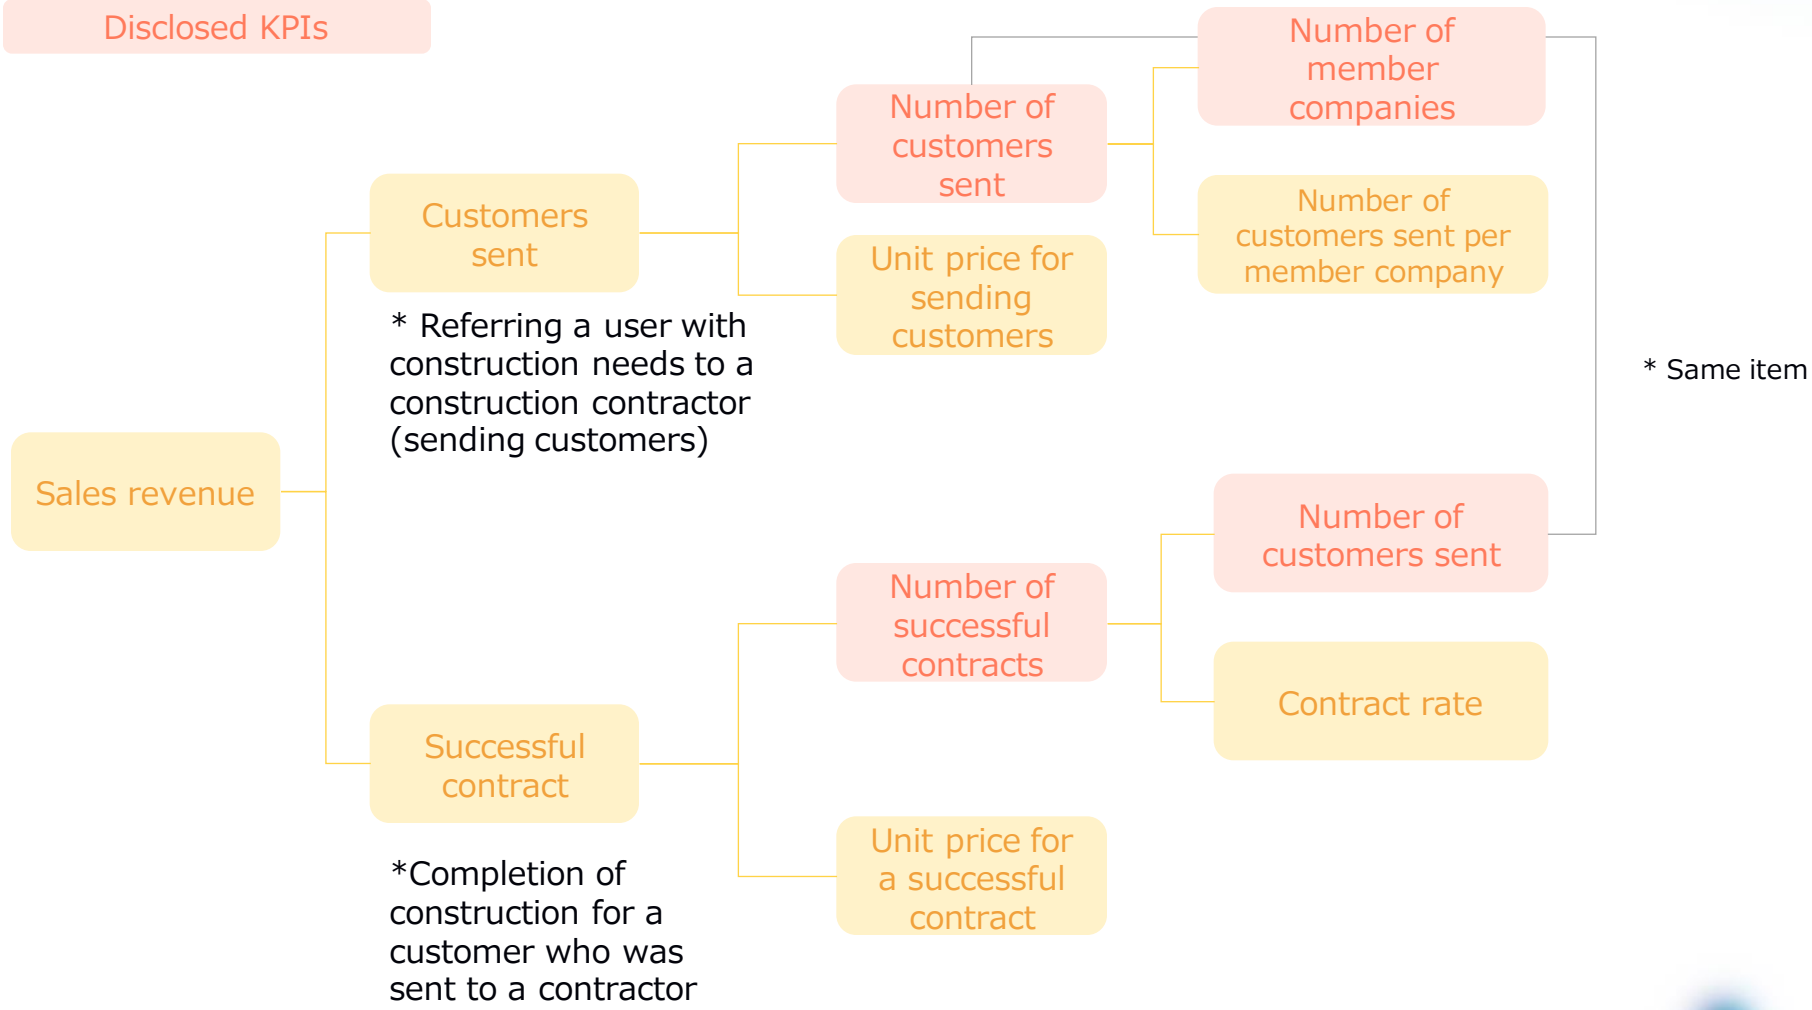 Disclosed KPIs
Number of
member
companies
Number of
customers
sent
Number of
customers sent per
member company
Customers
sent
Unit price for
sending
customers
* Referring a user with
construction needs to a
construction contractor
(sending customers)
* Same item
Sales revenue
Number of
customers sent
Number of
successful
contracts
Contract rate
Successful
contract
Unit price for
a successful
contract
*Completion of
construction for a
customer who was
sent to a contractor